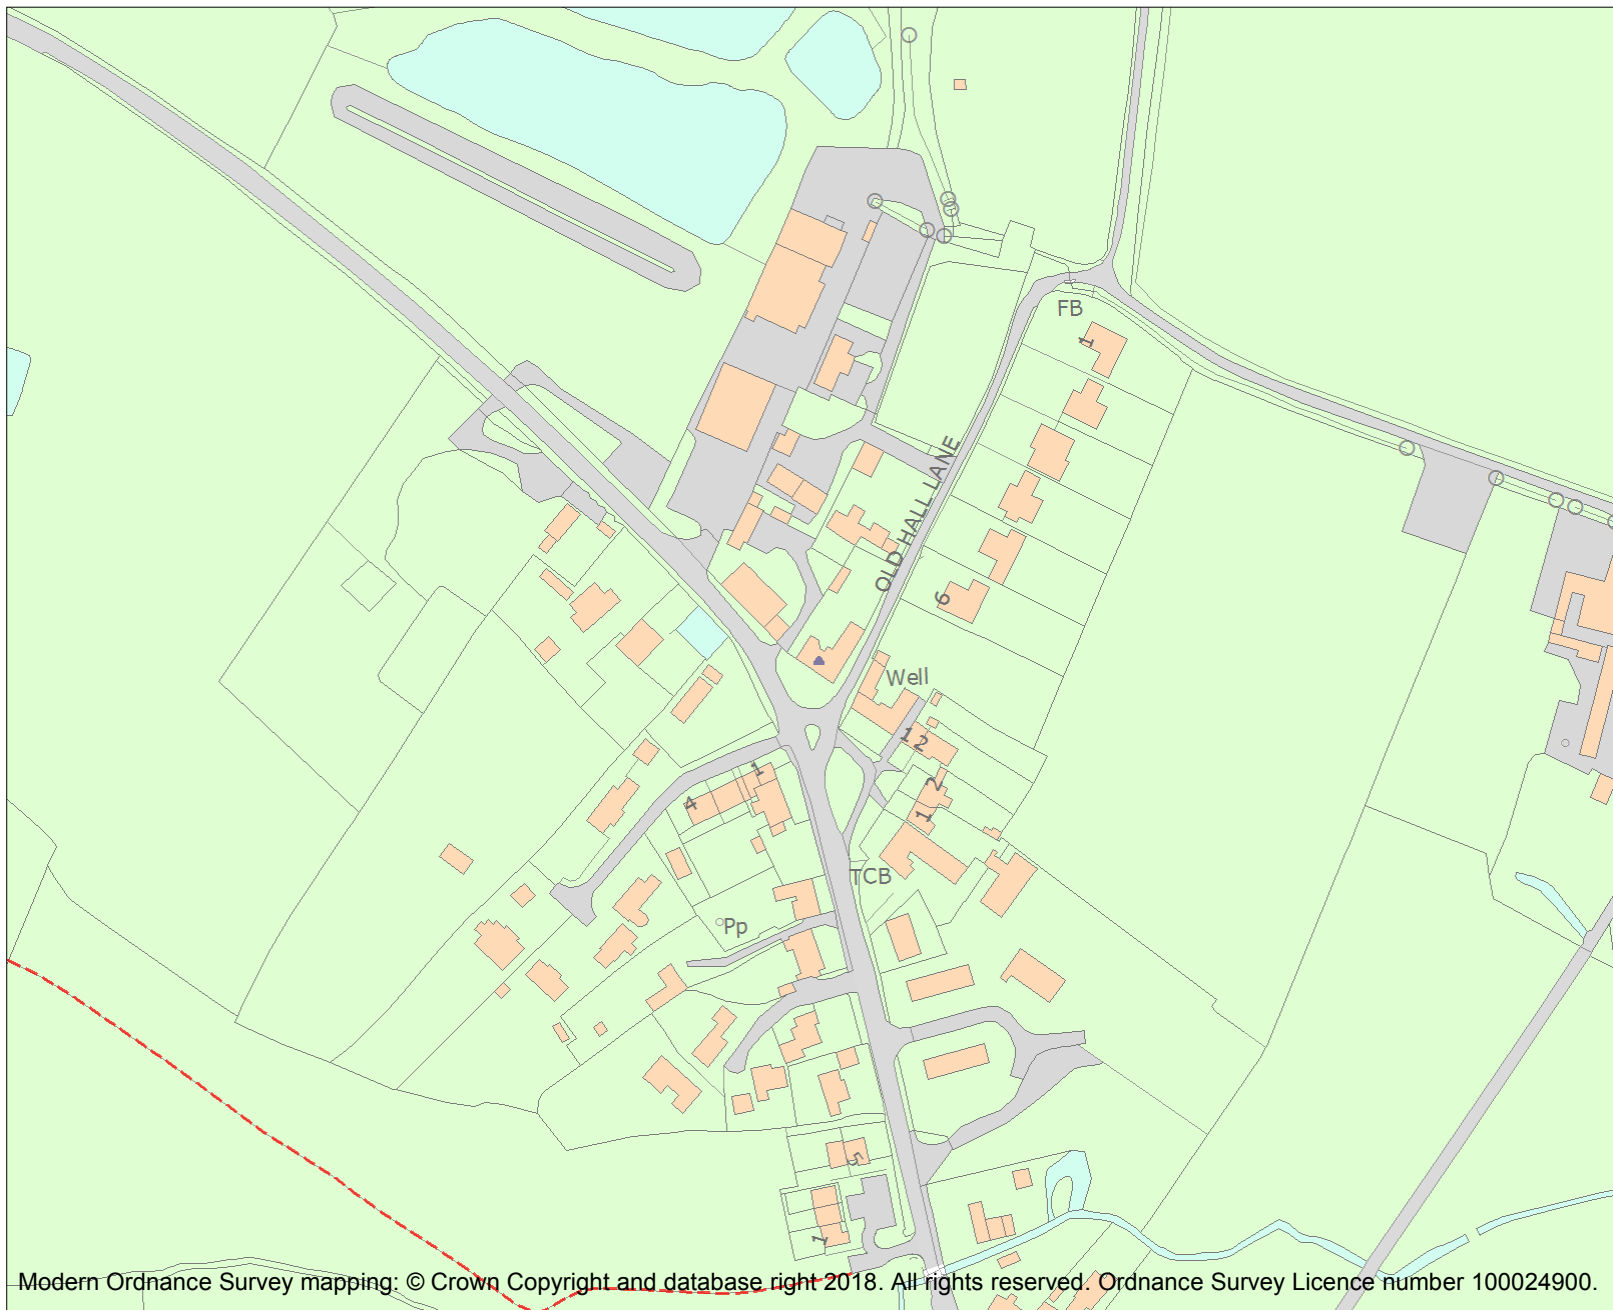 FB
1
OLD HALL LANE
6
Well
1 2
1
4
2
1
TCB
Pp
5
1
Modern Ordnance Survey mapping: © Crown Copyright and database right 2018. All rights reserved. Ordnance Survey Licence number 100024900.